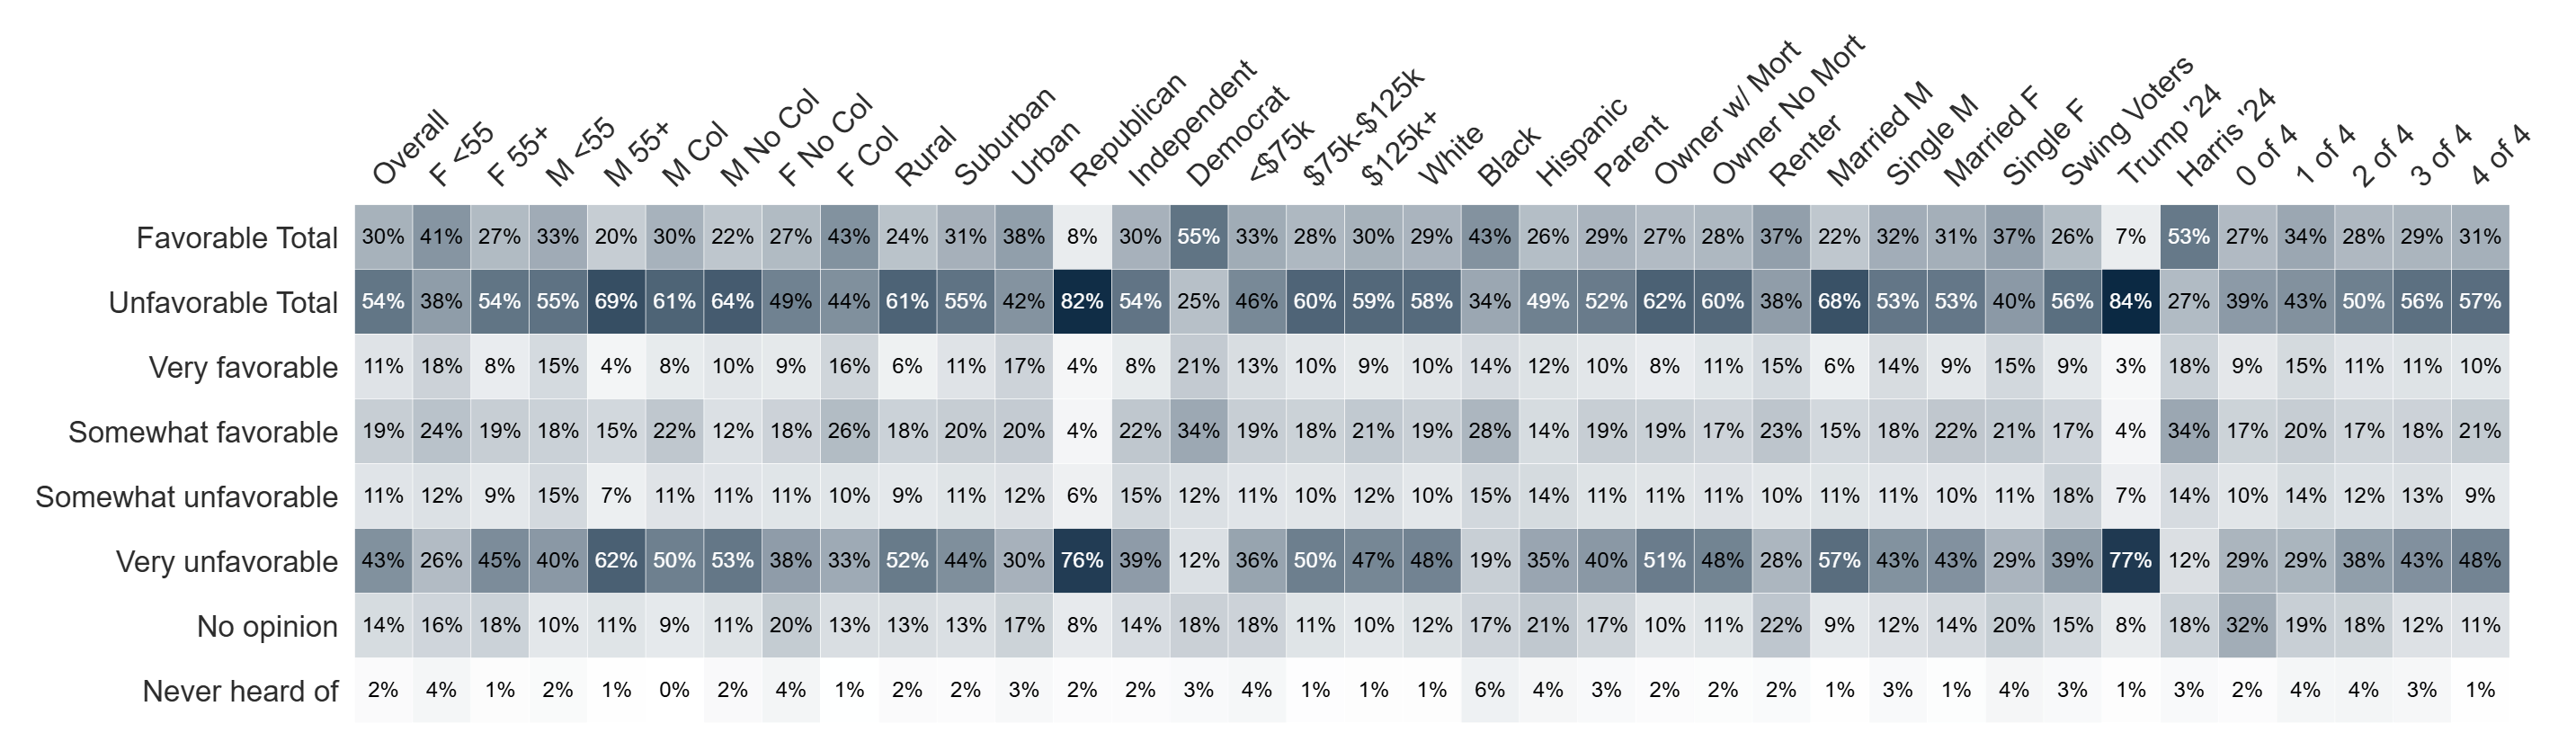 Overall F <55 F 55+ M <55 M 55+ M Col M No Col F No Col F Col Rural Suburban Urban Republican Independent Democrat <$75k $75k-$125k $125k+ White Black Hispanic Parent Owner w/ Mort Owner No Mort Renter Married M Single M Married F Single F Swing Voters Trump '24 Harris '24 0 of 4 1 of 4 2 of 4 3 of 4 4 of 4
Favorable Total 30% 41% 27% 33% 20% 30% 22% 27% 43% 24% 31% 38% 8% 30% 55% 33% 28% 30% 29% 43% 26% 29% 27% 28% 37% 22% 32% 31% 37% 26% 7% 53% 27% 34% 28% 29% 31%
Unfavorable Total 54% 38% 54% 55% 69% 61% 64% 49% 44% 61% 55% 42% 82% 54% 25% 46% 60% 59% 58% 34% 49% 52% 62% 60% 38% 68% 53% 53% 40% 56% 84% 27% 39% 43% 50% 56% 57%
Very favorable 11% 18% 8% 15% 4% 8% 10% 9% 16% 6% 11% 17% 4% 8% 21% 13% 10% 9% 10% 14% 12% 10% 8% 11% 15% 6% 14% 9% 15% 9% 3% 18% 9% 15% 11% 11% 10%
Somewhat favorable 19% 24% 19% 18% 15% 22% 12% 18% 26% 18% 20% 20% 4% 22% 34% 19% 18% 21% 19% 28% 14% 19% 19% 17% 23% 15% 18% 22% 21% 17% 4% 34% 17% 20% 17% 18% 21%
Somewhat unfavorable 11% 12% 9% 15% 7% 11% 11% 11% 10% 9% 11% 12% 6% 15% 12% 11% 10% 12% 10% 15% 14% 11% 11% 11% 10% 11% 11% 10% 11% 18% 7% 14% 10% 14% 12% 13% 9%
Very unfavorable 43% 26% 45% 40% 62% 50% 53% 38% 33% 52% 44% 30% 76% 39% 12% 36% 50% 47% 48% 19% 35% 40% 51% 48% 28% 57% 43% 43% 29% 39% 77% 12% 29% 29% 38% 43% 48%
No opinion 14% 16% 18% 10% 11% 9% 11% 20% 13% 13% 13% 17% 8% 14% 18% 18% 11% 10% 12% 17% 21% 17% 10% 11% 22% 9% 12% 14% 20% 15% 8% 18% 32% 19% 18% 12% 11%
Never heard of 2% 4% 1% 2% 1% 0% 2% 4% 1% 2% 2% 3% 2% 2% 3% 4% 1% 1% 1% 6% 4% 3% 2% 2% 2% 1% 3% 1% 4% 3% 1% 3% 2% 4% 4% 3% 1%